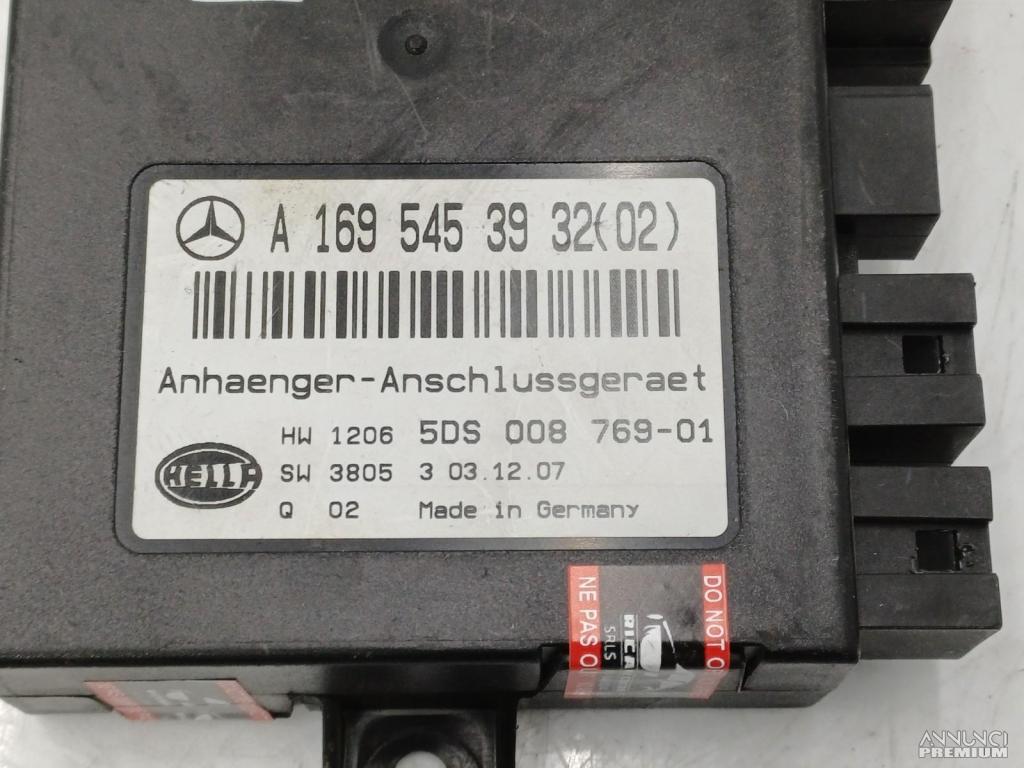 A 169 545 39 32(02)
Anhaenger-Anschlussgeraet
HW 1206 5DS 008 769-01
HELLA
SW 3805 3 03.12.07
Q 02 Made in Germany
DO NOT
SRLS
NE PAS
ANNUNCI
PREMIUM